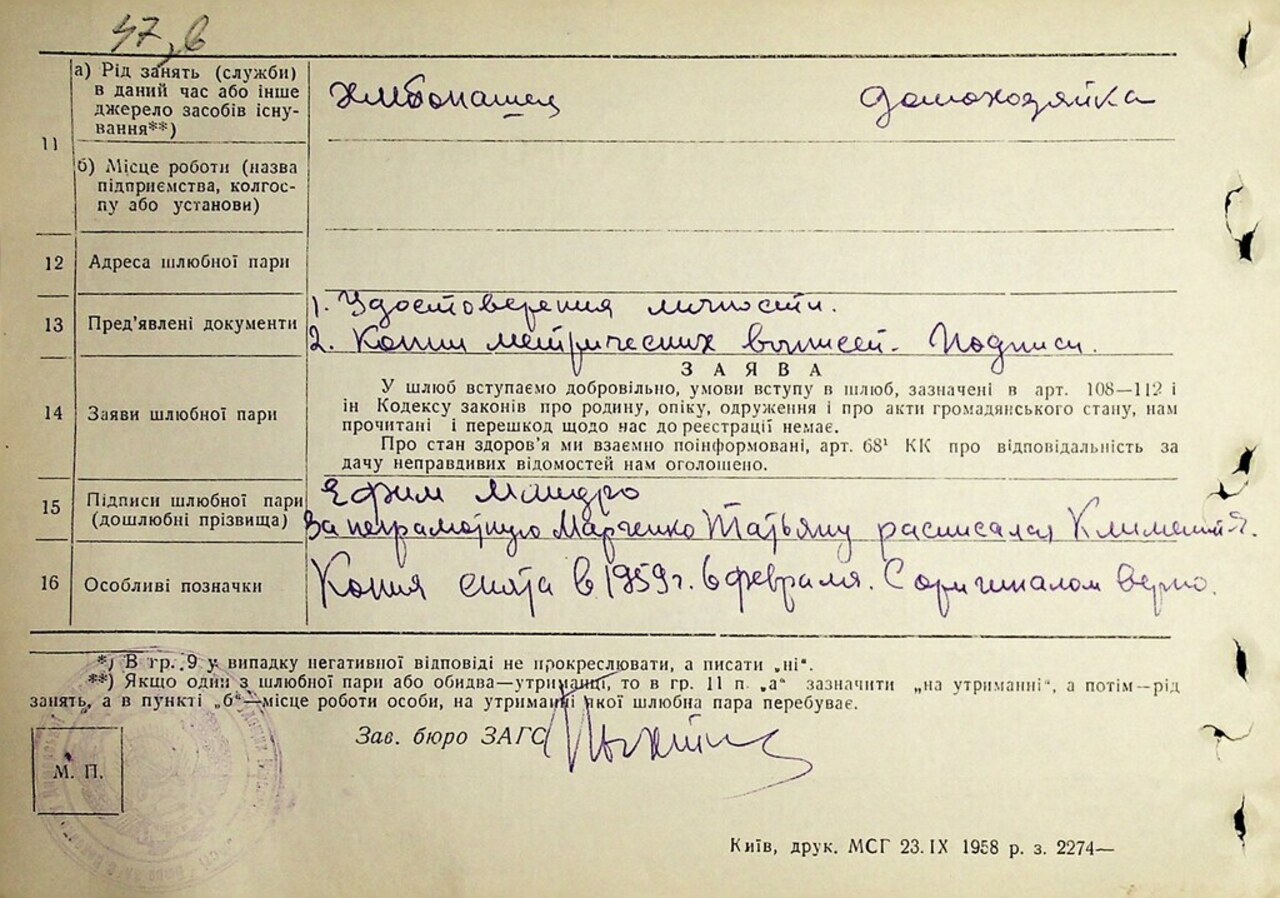 47, в
11
а) Рід занять (служби)
в даний час або інше
джерело засобів існу-
вання**)
хлебопашец домохозяйка
б) Місце роботи (назва
підприємства, колгос-
пу або установи)
12 Адреса шлюбної пари
13 Пред’явлені документи
1. Удостоверения личности.
2. Копии метрических выписей. Подписи.
14 Заяви шлюбної пари
ЗАЯВА
У шлюб вступаємо добровільно, умови вступу в шлюб, зазначені в арт. 108—112 і
ін Кодексу законів про родину, опіку, одруження і про акти громадянського стану, нам
прочитані і перешкод щодо нас до реєстрації немає.
Про стан здоров’я ми взаємно поінформовані, арт. 68¹ КК про відповідальність за
дачу неправдивих відомостей нам оголошено.
15 Підписи шлюбної пари
(дошлюбні прізвища)
Ефим Мандро
За неграмотную Марченко Татьяну расписался
16 Особливі позначки
Копия снята в 1959 г. 6 февраля. С оригиналом верно.
*) В гр. 9 у випадку негативної відповіді не прокреслювати, а писати „ні“.
**) Якщо один з шлюбної пари або обидва—утриманці, то в гр. 11 п. „а“ зазначити „на утриманні“, а потім—рід
занять, а в пункті „б“—місце роботи особи, на утриманні якої шлюбна пара перебуває.
Зав. бюро ЗАГС
М. П.
Київ, друк. МСГ 23.IX 1958 р. з. 2274—